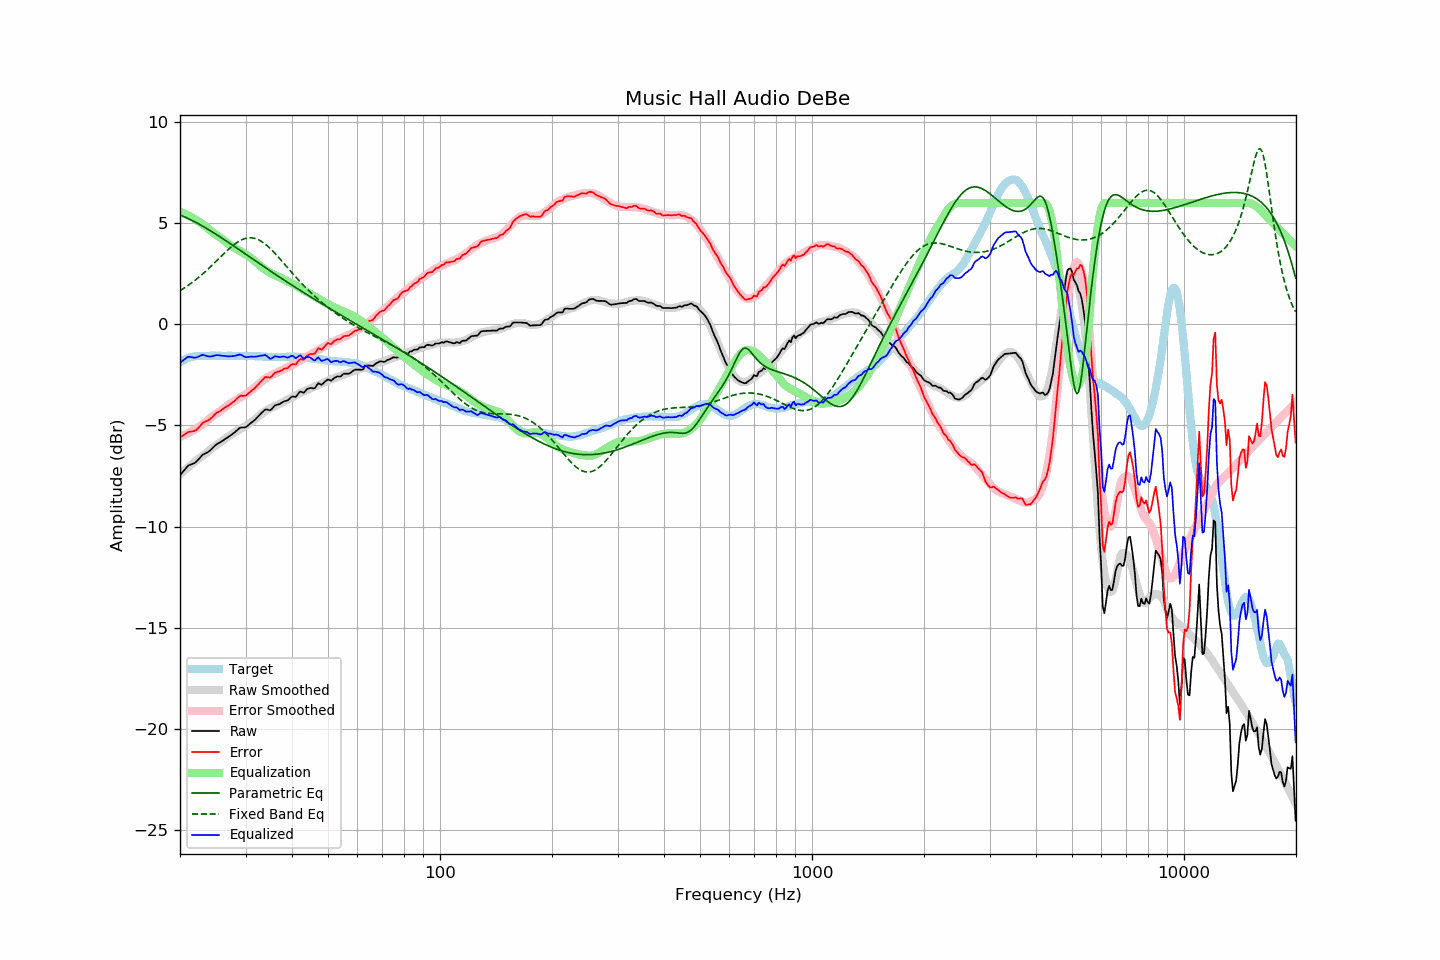 Music Hall Audio DeBe
10
5
0
−5
−10
−15
−20
−25
Amplitude (dBr)
Target
Raw Smoothed
Error Smoothed
Raw
Error
Equalization
Parametric Eq
Fixed Band Eq
Equalized
100
1000
10000
Frequency (Hz)